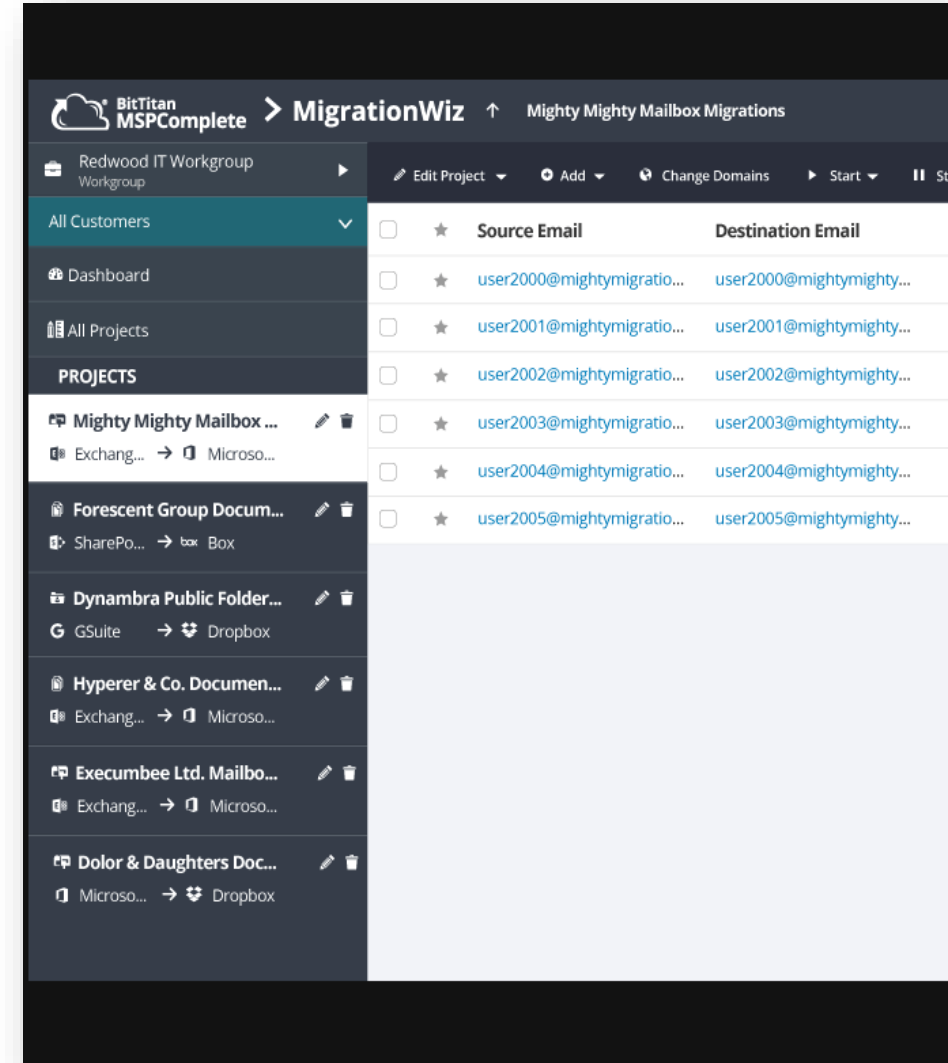 BitTitan
MSPComplete > MigrationWiz ↑ Mighty Mighty Mailbox Migrations
Redwood IT Workgroup
Workgroup
Edit Project Add Change Domains Start St
All Customers
Source Email Destination Email
Dashboard
user2000@mightymigratio... user2000@mightymighty...
All Projects
user2001@mightymigratio... user2001@mightymighty...
PROJECTS
user2002@mightymigratio... user2002@mightymighty...
Mighty Mighty Mailbox ...
user2003@mightymigratio... user2003@mightymighty...
Exchang... → Microso...
user2004@mightymigratio... user2004@mightymighty...
Forescent Group Docum...
user2005@mightymigratio... user2005@mightymighty...
SharePo... → box Box
Dynambra Public Folder...
G GSuite → Dropbox
Hyperer & Co. Documen...
Exchang... → Microso...
Execumbee Ltd. Mailbo...
Exchang... → Microso...
Dolor & Daughters Doc...
Microso... → Dropbox